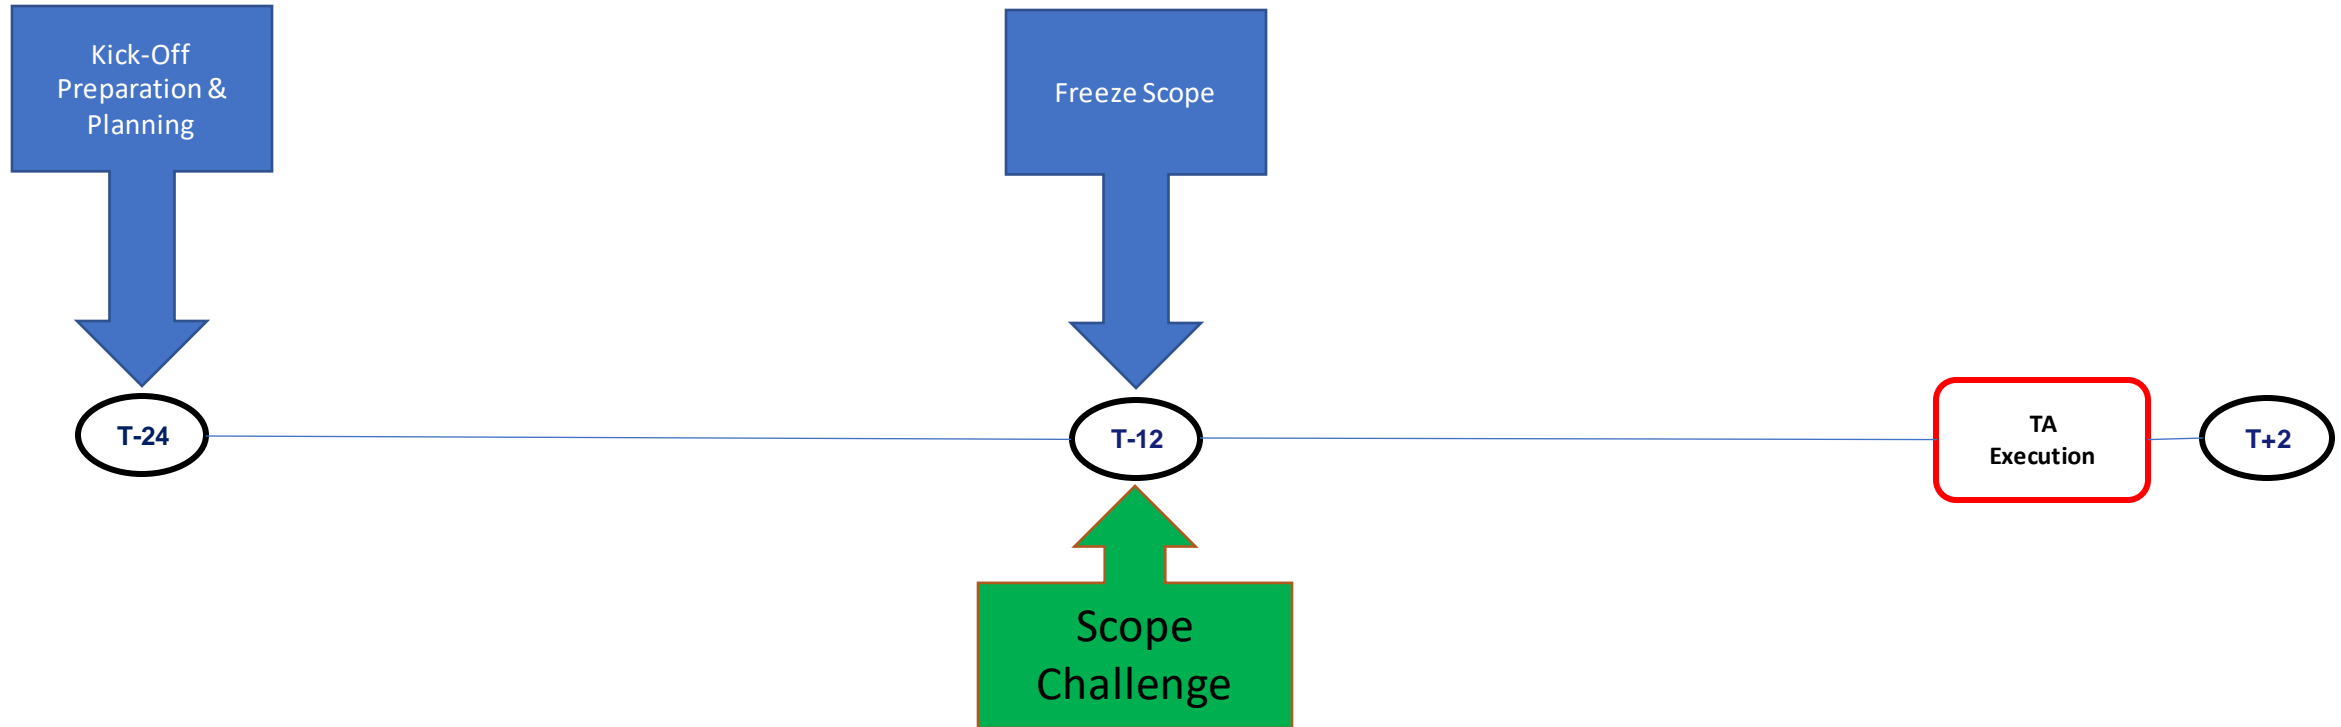 Kick-Off
Preparation &
Planning
Freeze Scope
T-24
T-12
TA
Execution
T+2
Scope
Challenge